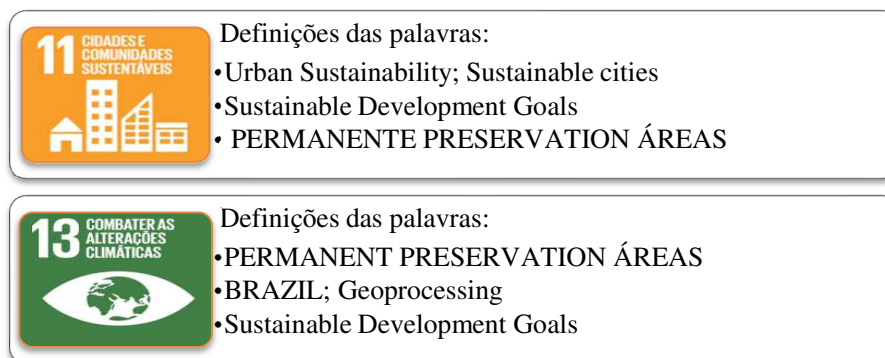 11 CIDADES E
COMUNIDADES
SUSTENTÁVEIS
Definições das palavras:
•Urban Sustainability; Sustainable cities
•Sustainable Development Goals
• PERMANENTE PRESERVATION ÁREAS
13 COMBATER AS
ALTERAÇÕES
CLIMÁTICAS
Definições das palavras:
•PERMANENT PRESERVATION ÁREAS
•BRAZIL; Geoprocessing
•Sustainable Development Goals